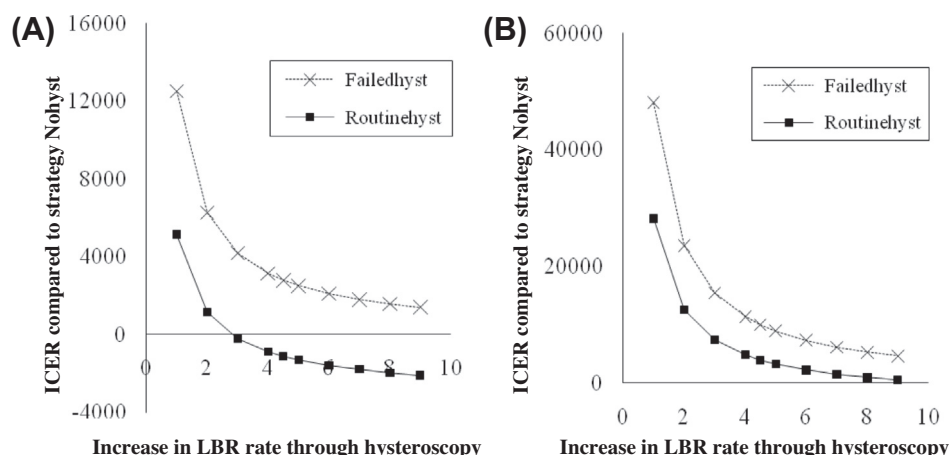 (A)
ICER compared to strategy Nohyst
16000
12000
8000
4000
0
-4000
0 2 4 6 8 10
Failedhyst
Routinehyst
Increase in LBR rate through hysteroscopy
(B)
ICER compared to strategy Nohyst
60000
40000
20000
0
0 2 4 6 8 10
Failedhyst
Routinehyst
Increase in LBR rate through hysteroscopy